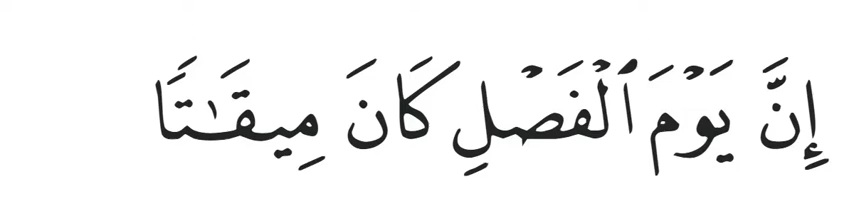 إِنَّ يَوْمَ ٱلْفَصْلِ كَانَ مِيقَـٰتًا